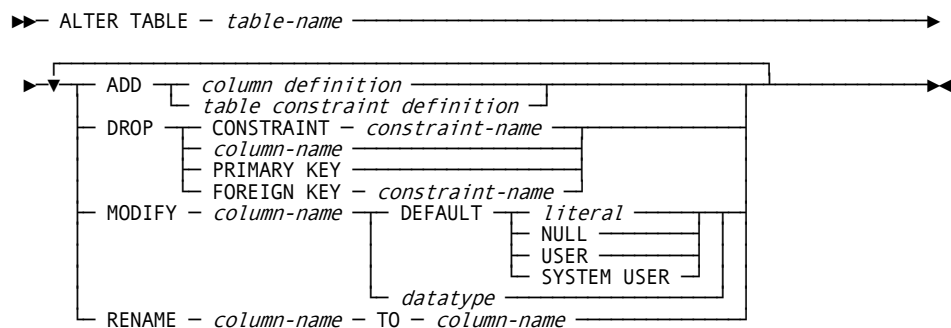 ALTER TABLE — table-name
ADD column definition
table constraint definition
DROP CONSTRAINT — constraint-name
column-name
PRIMARY KEY
FOREIGN KEY — constraint-name
MODIFY — column-name DEFAULT literal
NULL
USER
SYSTEM USER
datatype
RENAME — column-name — TO — column-name